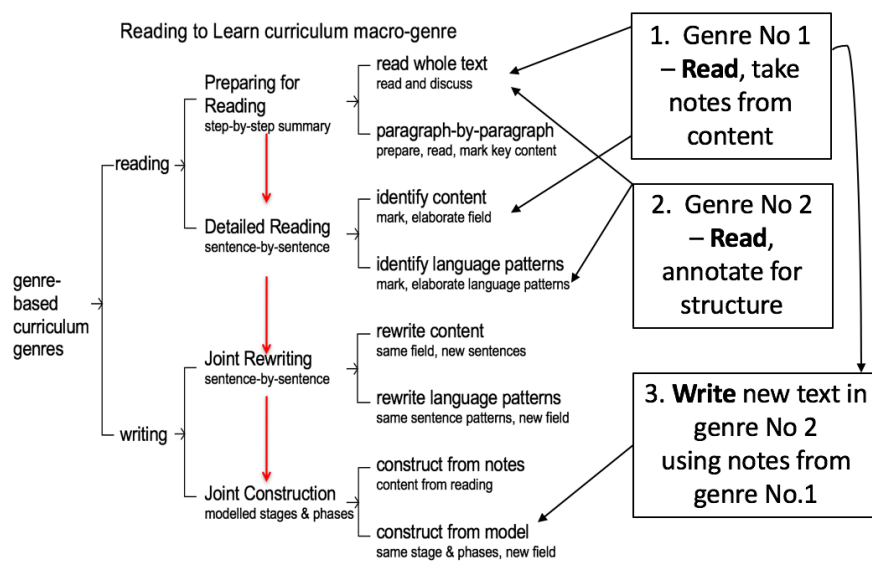 Reading to Learn curriculum macro-genre
genre-
based
curriculum
genres
reading
writing
Preparing for
Reading
step-by-step summary
Detailed Reading
sentence-by-sentence
Joint Rewriting
sentence-by-sentence
Joint Construction
modelled stages & phases
read whole text
read and discuss
paragraph-by-paragraph
prepare, read, mark key content
identify content
mark, elaborate field
identify language patterns
mark, elaborate language patterns
rewrite content
same field, new sentences
rewrite language patterns
same sentence patterns, new field
construct from notes
content from reading
construct from model
same stage & phases, new field
1. Genre No 1
– Read, take
notes from
content
2. Genre No 2
– Read,
annotate for
structure
3. Write new text in
genre No 2
using notes from
genre No.1